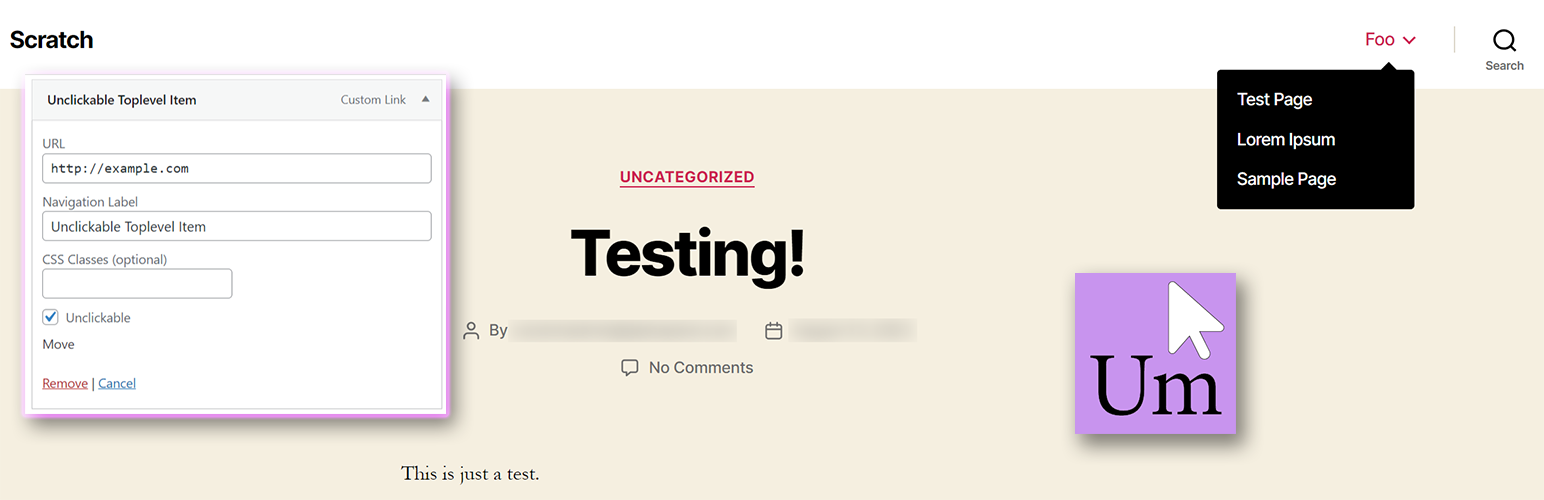 Scratch
Foo
Search
Test Page
Lorem Ipsum
Sample Page
Unclickable Toplevel Item
Custom Link
URL
http://example.com
Navigation Label
Unclickable Toplevel Item
CSS Classes (optional)
Unclickable
Move
Remove | Cancel
UNCATEGORIZED
Testing!
By
No Comments
This is just a test.
Um